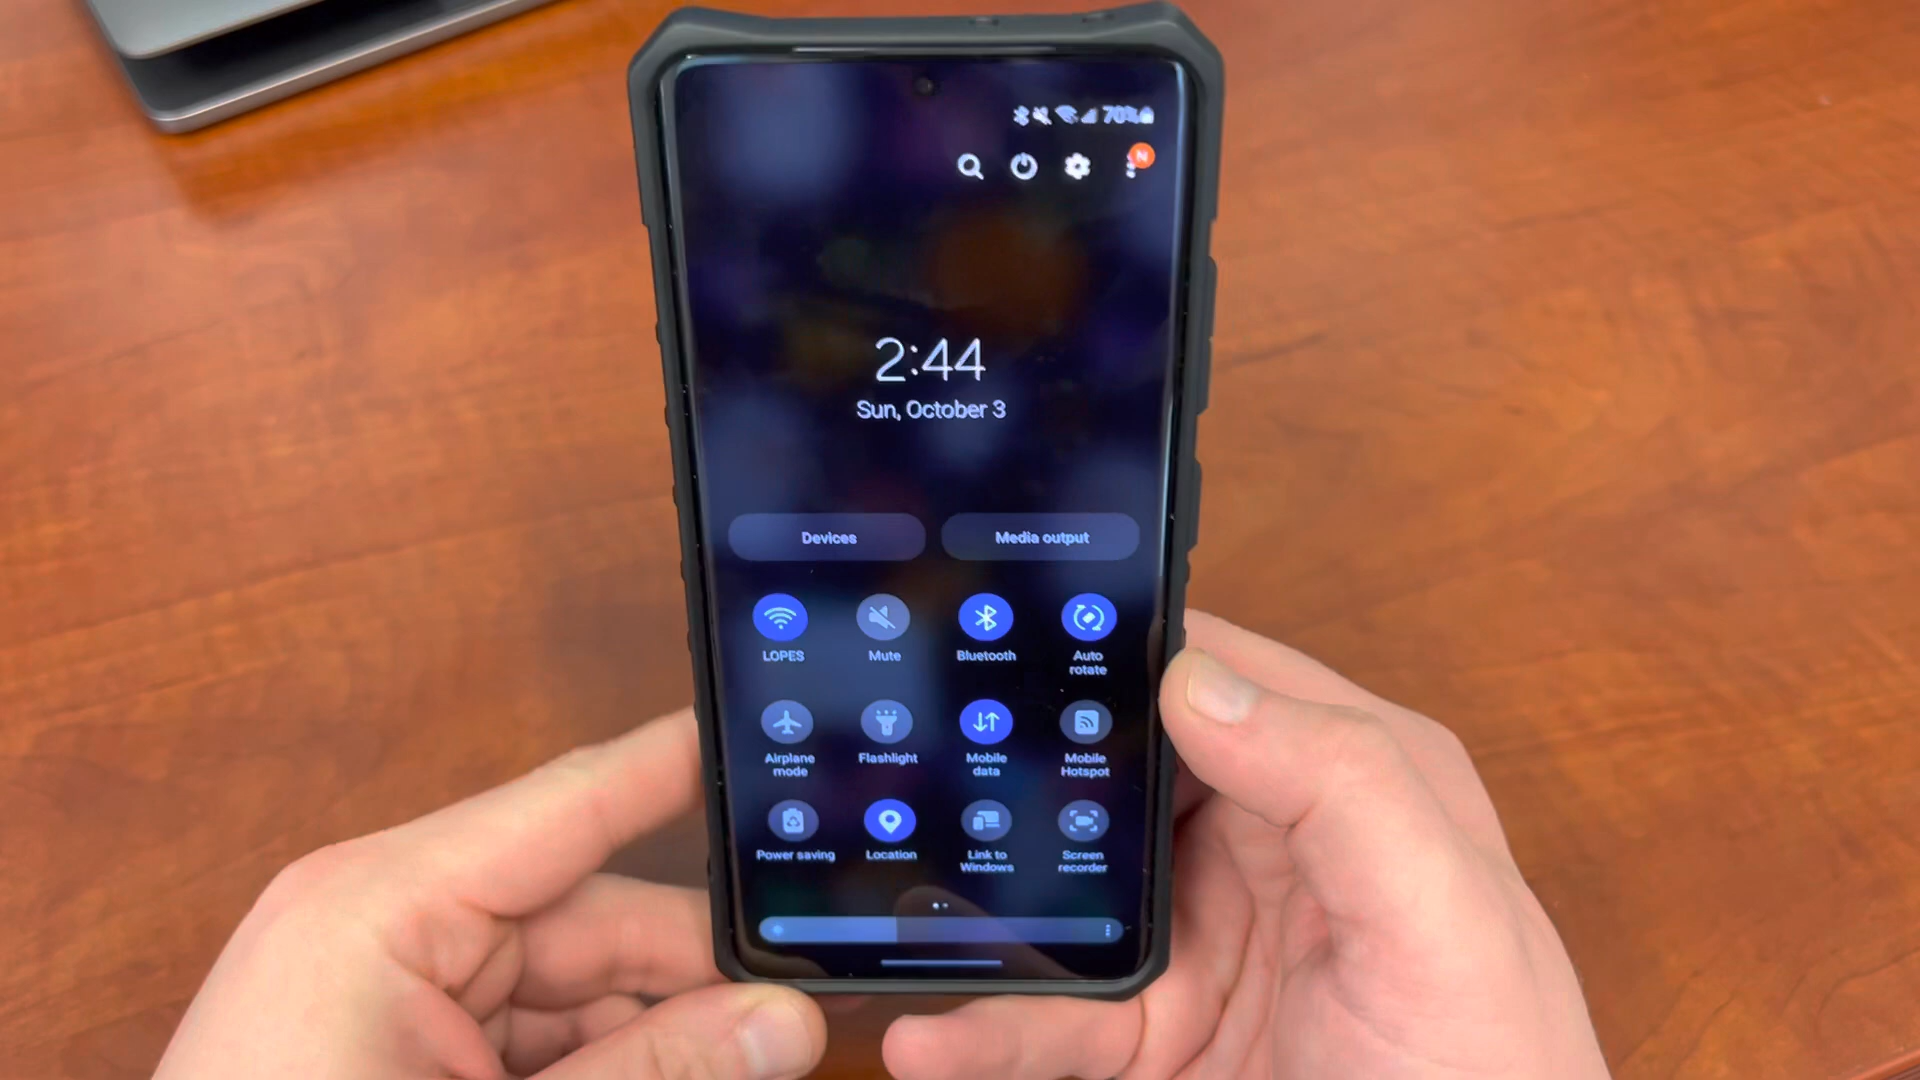 70%
N
2:44
Sun, October 3
Devices
Media output
LOPES
Mute
Bluetooth
Auto
rotate
Airplane
mode
Flashlight
Mobile
data
Mobile
Hotspot
Power saving
Location
Link to
Windows
Screen
recorder